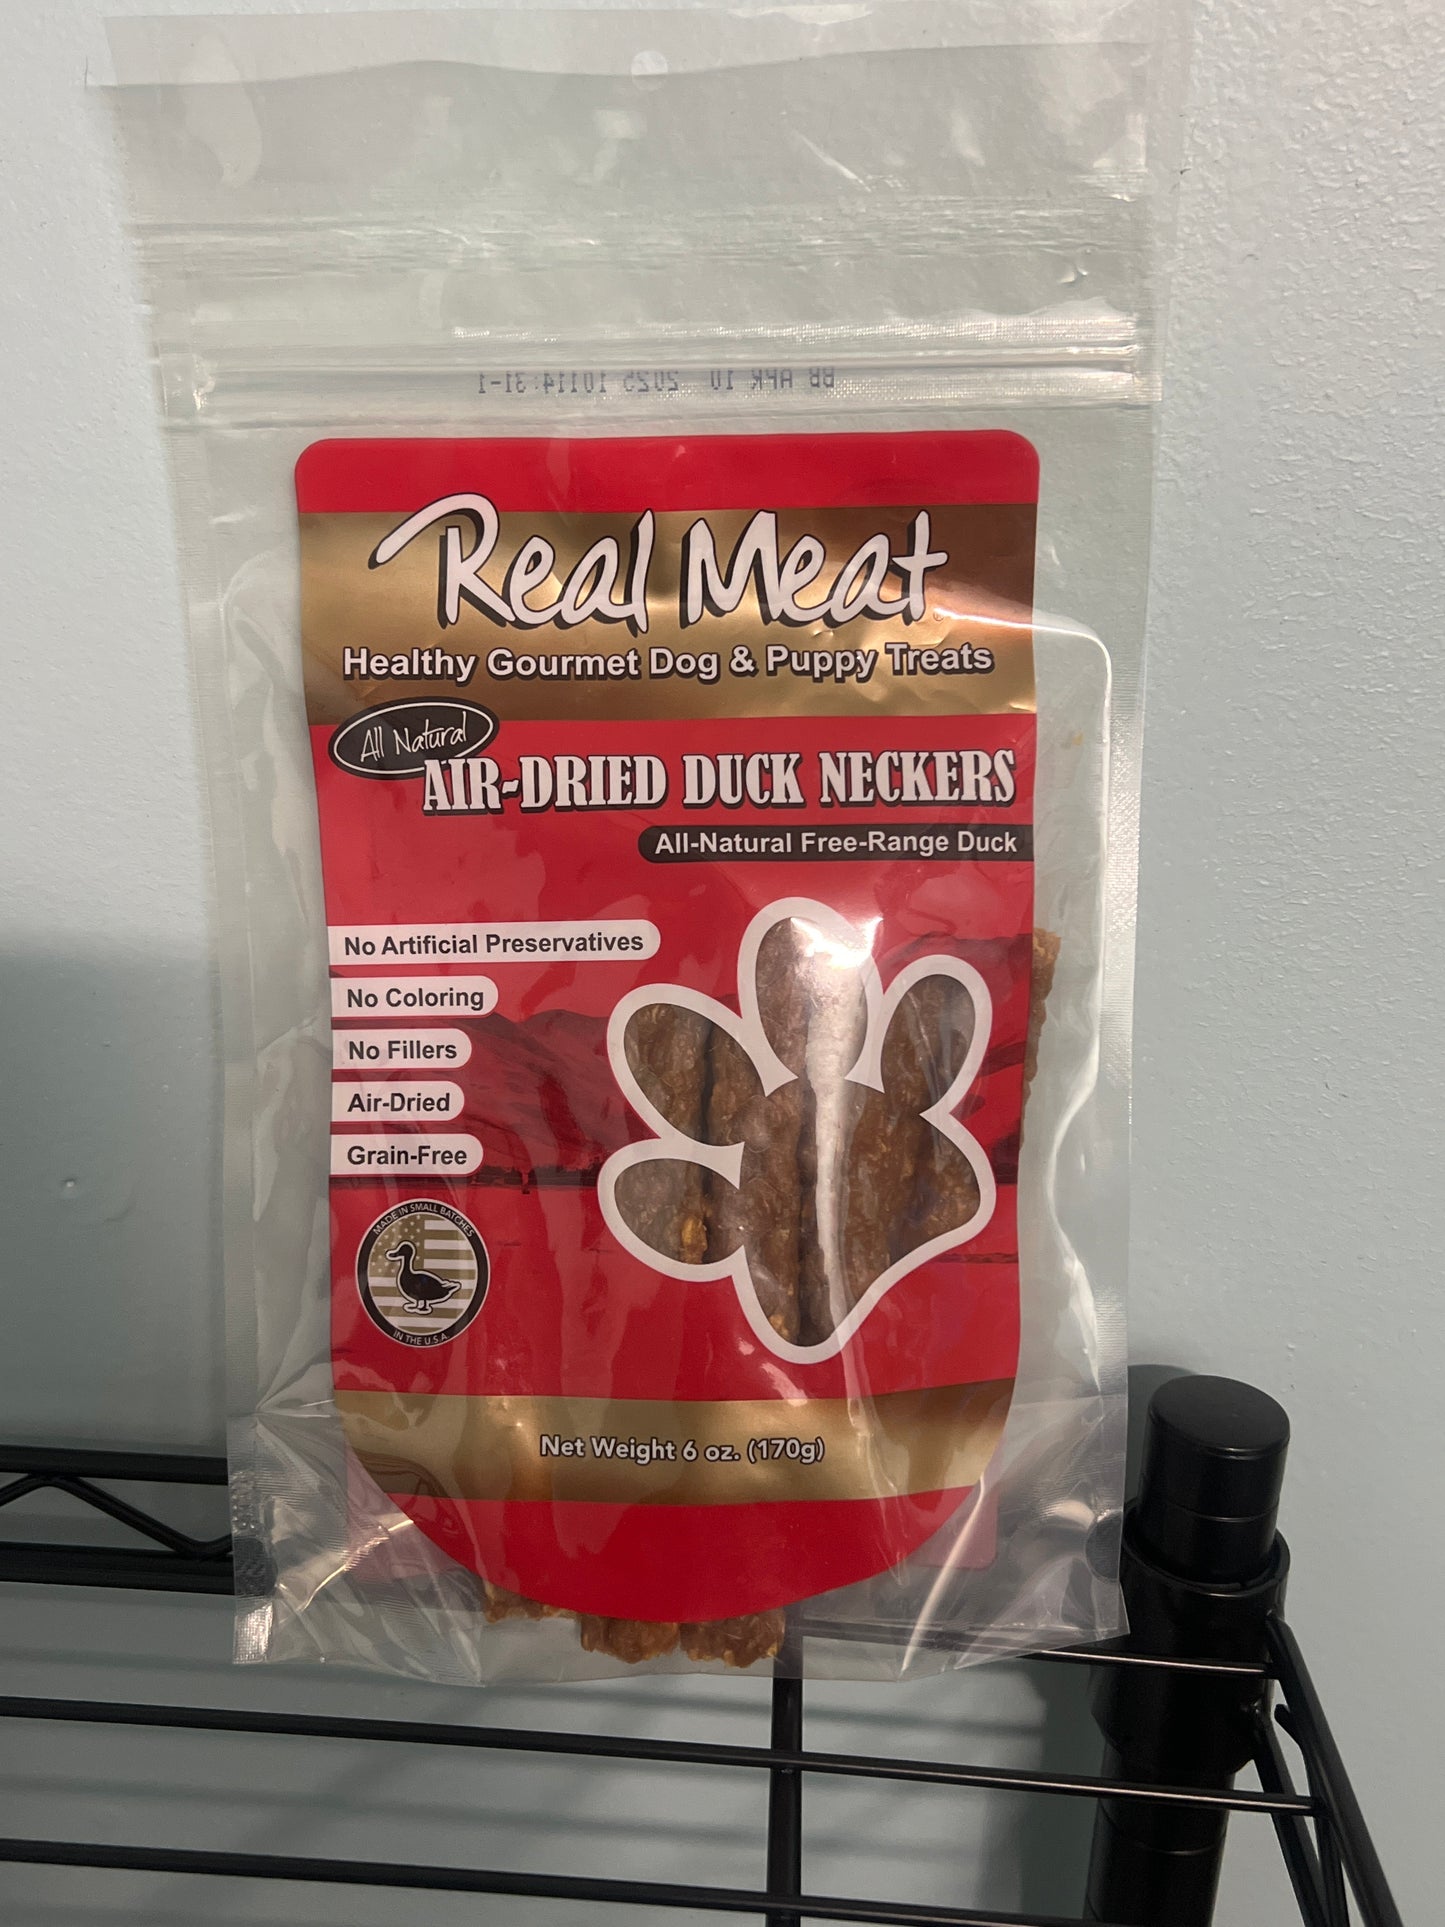 BB APR 10 2025 10114:31-1
Real Meat
Healthy Gourmet Dog & Puppy Treats
All Natural
AIR-DRIED DUCK NECKERS
All-Natural Free-Range Duck
No Artificial Preservatives
No Coloring
No Fillers
Air-Dried
Grain-Free
MADE IN SMALL BATCHES
IN THE U.S.A.
Net Weight 6 oz. (170g)